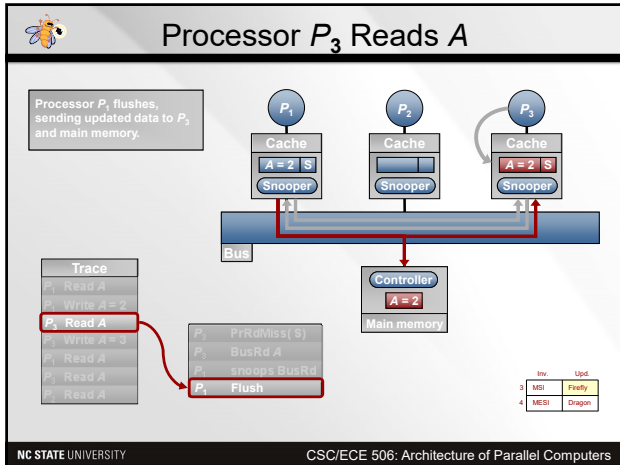 Processor P3 Reads A
Processor P1 flushes,
sending updated data to P3
and main memory.
P1
P2
P3
Cache
Cache
Cache
A = 2 S
A = 2 S
Snooper
Snooper
Snooper
Bus
Controller
A = 2
Main memory
Trace
P1 Read A
P1 Write A = 2
P3 Read A
P3 Write A = 3
P1 Read A
P3 Read A
P2 Read A
P3 PrRdMiss( S)
P3 BusRd A
P1 snoops BusRd
P1 Flush
Inv. Upd.
3 MSI Firefly
4 MESI Dragon
NC STATE UNIVERSITY
CSC/ECE 506: Architecture of Parallel Computers